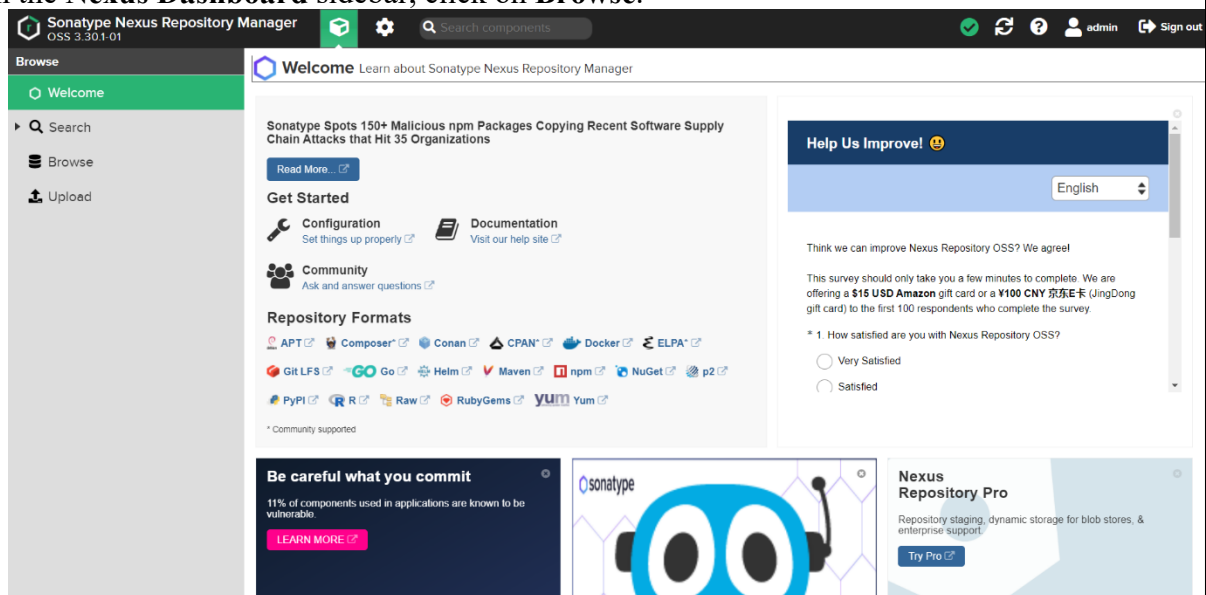 the Nexus Dashboard sidebar, click on Browse.
Sonatype Nexus Repository Manager
OSS 3.30.1-01
Search components
admin
Sign out
Browse
Welcome
Search
Browse
Upload
Welcome Learn about Sonatype Nexus Repository Manager
Sonatype Spots 150+ Malicious npm Packages Copying Recent Software Supply
Chain Attacks that Hit 35 Organizations
Read More...
Get Started
Configuration
Set things up properly
Documentation
Visit our help site
Community
Ask and answer questions
Repository Formats
APT Composer* Conan CPAN* Docker ELPA*
Git LFS GO Go Helm Maven npm NuGet p2
PyPI R R Raw RubyGems yum Yum
* Community supported
Help Us Improve! 😃
English
Think we can improve Nexus Repository OSS? We agree!
This survey should only take you a few minutes to complete. We are
offering a $15 USD Amazon gift card or a ¥100 CNY 京东E卡 (JingDong
gift card) to the first 100 respondents who complete the survey.
* 1. How satisfied are you with Nexus Repository OSS?
Very Satisfied
Satisfied
Be careful what you commit
11% of components used in applications are known to be
vulnerable.
LEARN MORE
sonatype
Nexus
Repository Pro
Repository staging, dynamic storage for blob stores, &
enterprise support.
Try Pro